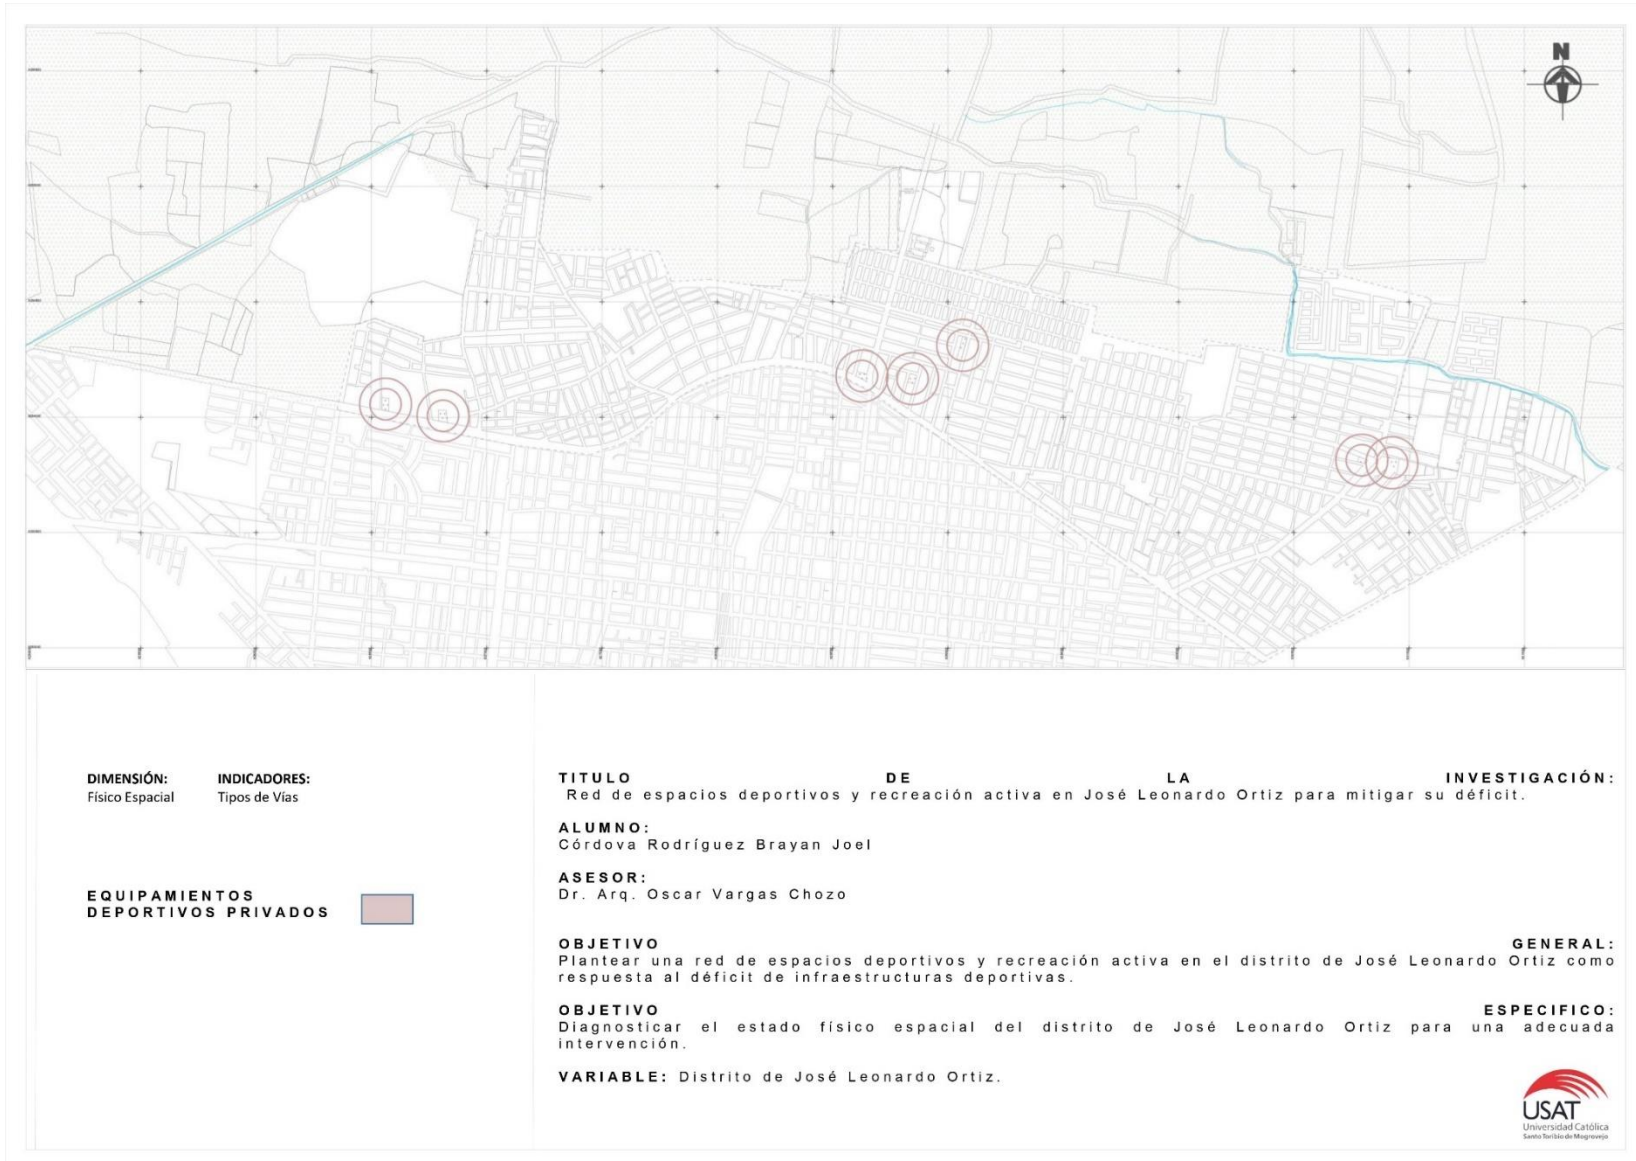 N
DIMENSIÓN:
Físico Espacial
INDICADORES:
Tipos de Vías
EQUIPAMIENTOS
DEPORTIVOS PRIVADOS
TITULO DE LA INVESTIGACIÓN:
Red de espacios deportivos y recreación activa en José Leonardo Ortiz para mitigar su déficit.
ALUMNO:
Córdova Rodríguez Brayan Joel
ASESOR:
Dr. Arq. Oscar Vargas Chozo
OBJETIVO GENERAL:
Plantear una red de espacios deportivos y recreación activa en el distrito de José Leonardo Ortiz como
respuesta al déficit de infraestructuras deportivas.
OBJETIVO ESPECIFICO:
Diagnosticar el estado físico espacial del distrito de José Leonardo Ortiz para una adecuada
intervención.
VARIABLE: Distrito de José Leonardo Ortiz.
USAT
Universidad Católica
Santo Toribio de Mogrovejo